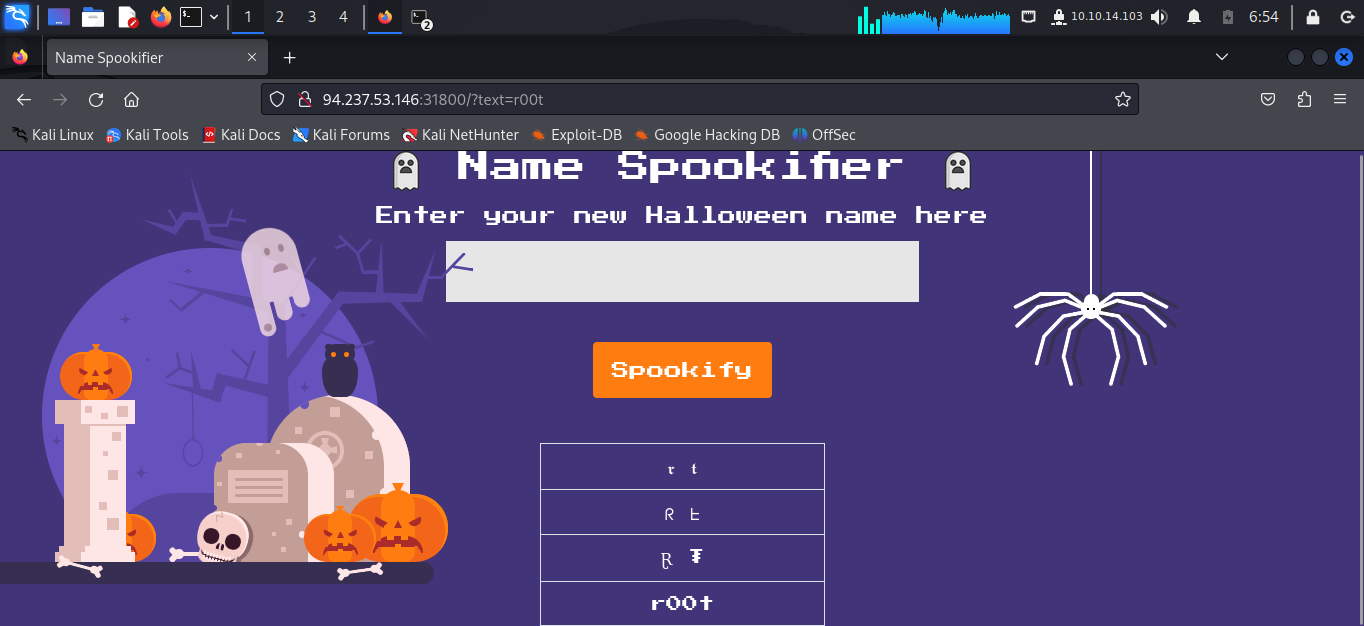 1 2 3 4 2 10.10.14.103 6:54
Name Spookifier
94.237.53.146:31800/?text=r00t
Kali Linux Kali Tools Kali Docs Kali Forums Kali NetHunter Exploit-DB Google Hacking DB OffSec
Name Spookifier
Enter your new Halloween name here
Spookify
𝖗 𝖙
ᖇ 𝘵
Ɽ ₮
r00t